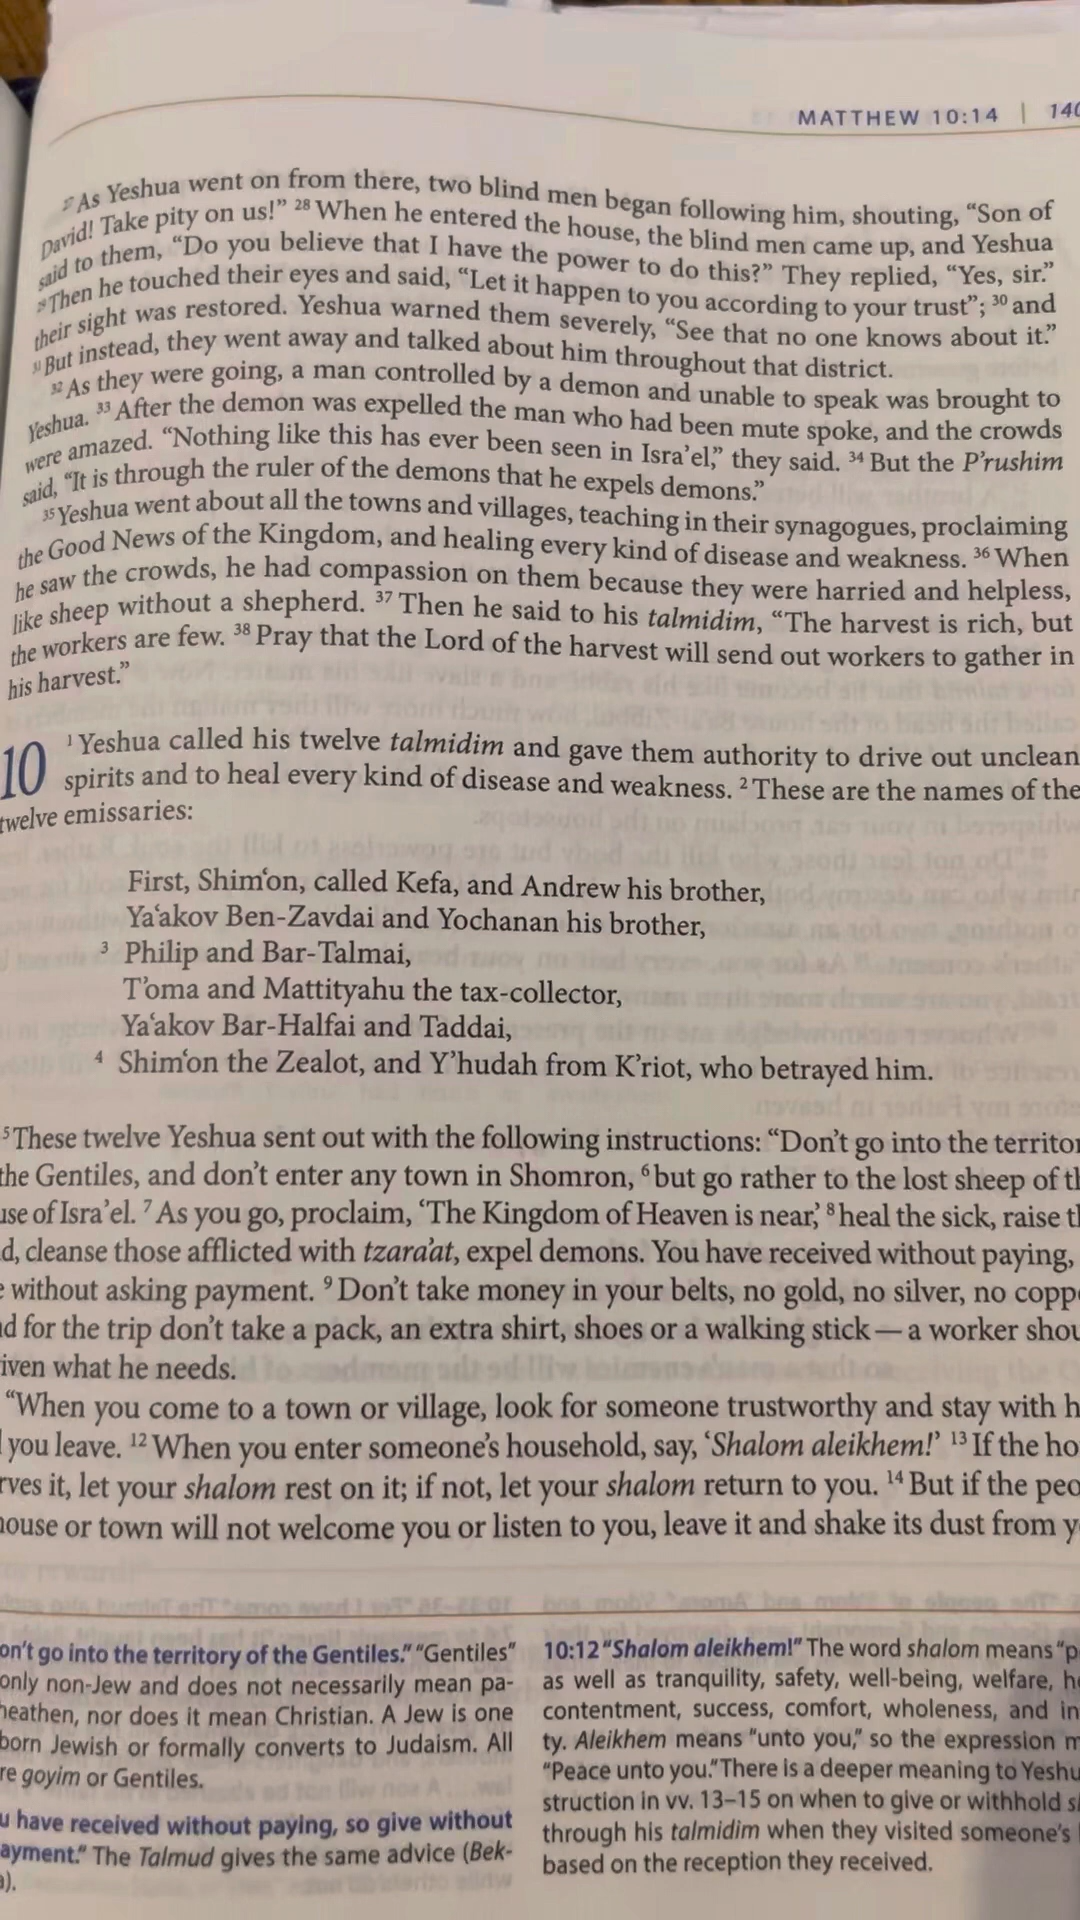 MATTHEW 10:14 | 140
²⁷ As Yeshua went on from there, two blind men began following him, shouting, “Son of
David! Take pity on us!” ²⁸ When he entered the house, the blind men came up, and Yeshua
said to them, “Do you believe that I have the power to do this?” They replied, “Yes, sir.”
²⁹ Then he touched their eyes and said, “Let it happen to you according to your trust”; ³⁰ and
their sight was restored. Yeshua warned them severely, “See that no one knows about it.”
³¹ But instead, they went away and talked about him throughout that district.
³² As they were going, a man controlled by a demon and unable to speak was brought to
Yeshua. ³³ After the demon was expelled the man who had been mute spoke, and the crowds
were amazed. “Nothing like this has ever been seen in Isra’el,” they said. ³⁴ But the P’rushim
said, “It is through the ruler of the demons that he expels demons.”
³⁵ Yeshua went about all the towns and villages, teaching in their synagogues, proclaiming
the Good News of the Kingdom, and healing every kind of disease and weakness. ³⁶ When
he saw the crowds, he had compassion on them because they were harried and helpless,
like sheep without a shepherd. ³⁷ Then he said to his talmidim, “The harvest is rich, but
the workers are few. ³⁸ Pray that the Lord of the harvest will send out workers to gather in
his harvest.”
10 ¹ Yeshua called his twelve talmidim and gave them authority to drive out unclean
spirits and to heal every kind of disease and weakness. ² These are the names of the
twelve emissaries:
First, Shim‘on, called Kefa, and Andrew his brother,
Ya‘akov Ben-Zavdai and Yochanan his brother,
³ Philip and Bar-Talmai,
T’oma and Mattityahu the tax-collector,
Ya‘akov Bar-Halfai and Taddai,
⁴ Shim‘on the Zealot, and Y’hudah from K’riot, who betrayed him.
⁵ These twelve Yeshua sent out with the following instructions: “Don’t go into the territor
the Gentiles, and don’t enter any town in Shomron, ⁶ but go rather to the lost sheep of th
use of Isra’el. ⁷ As you go, proclaim, ‘The Kingdom of Heaven is near,’ ⁸ heal the sick, raise th
d, cleanse those afflicted with tzara‘at, expel demons. You have received without paying,
e without asking payment. ⁹ Don’t take money in your belts, no gold, no silver, no coppe
nd for the trip don’t take a pack, an extra shirt, shoes or a walking stick — a worker shou
iven what he needs.
“When you come to a town or village, look for someone trustworthy and stay with h
l you leave. ¹² When you enter someone’s household, say, ‘Shalom aleikhem!’ ¹³ If the ho
rves it, let your shalom rest on it; if not, let your shalom return to you. ¹⁴ But if the peo
house or town will not welcome you or listen to you, leave it and shake its dust from y
on’t go into the territory of the Gentiles.” “Gentiles”
only non-Jew and does not necessarily mean pa-
heathen, nor does it mean Christian. A Jew is one
born Jewish or formally converts to Judaism. All
re goyim or Gentiles.
u have received without paying, so give without
ayment.” The Talmud gives the same advice (Bek-
a).
10:12 “Shalom aleikhem!” The word shalom means “p
as well as tranquility, safety, well-being, welfare, he
contentment, success, comfort, wholeness, and in
ty. Aleikhem means “unto you,” so the expression m
“Peace unto you.” There is a deeper meaning to Yeshu
struction in vv. 13–15 on when to give or withhold s
through his talmidim when they visited someone’s
based on the reception they received.